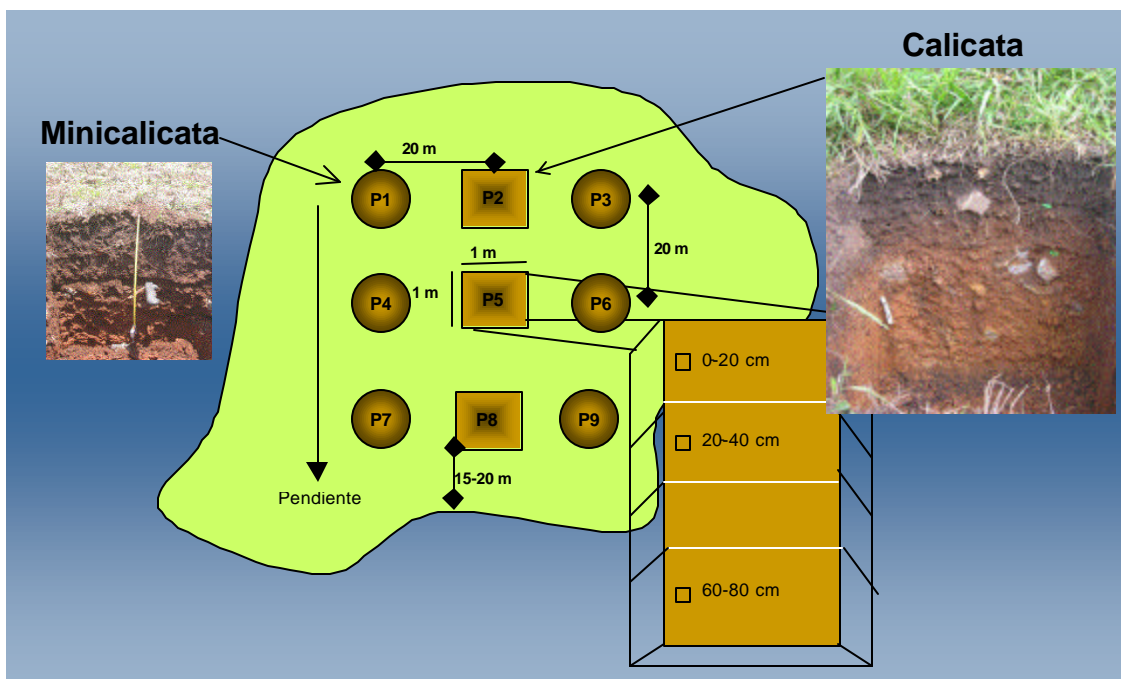 Calicata
Minicalicata
20 m
P1
P2
P3
20 m
1 m
1 m
P4
P5
P6
0-20 cm
20-40 cm
P7
P8
P9
15-20 m
Pendiente
60-80 cm